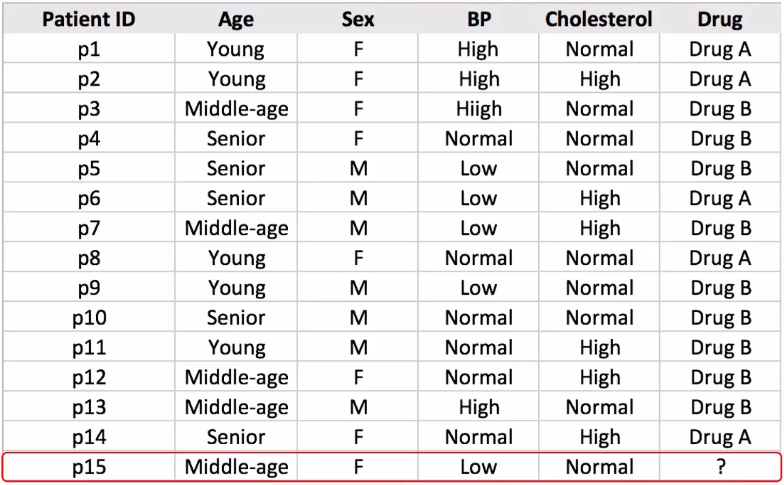 Patient ID Age Sex BP Cholesterol Drug
p1 Young F High Normal Drug A
p2 Young F High High Drug A
p3 Middle-age F Hiigh Normal Drug B
p4 Senior F Normal Normal Drug B
p5 Senior M Low Normal Drug B
p6 Senior M Low High Drug A
p7 Middle-age M Low High Drug B
p8 Young F Normal Normal Drug A
p9 Young M Low Normal Drug B
p10 Senior M Normal Normal Drug B
p11 Young M Normal High Drug B
p12 Middle-age F Normal High Drug B
p13 Middle-age M High Normal Drug B
p14 Senior F Normal High Drug A
p15 Middle-age F Low Normal ?